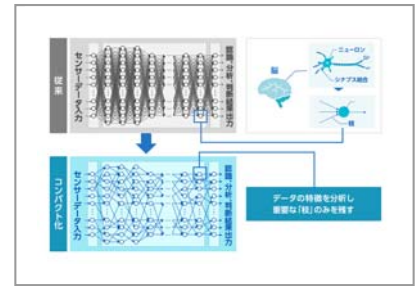 従来
センサーデータ入力
認識、分析、判断結果出力
脳
ニューロン
シナプス結合
枝
コンパクト化
センサーデータ入力
認識、分析、判断結果出力
データの特徴を分析し
重要な「枝」のみを残す